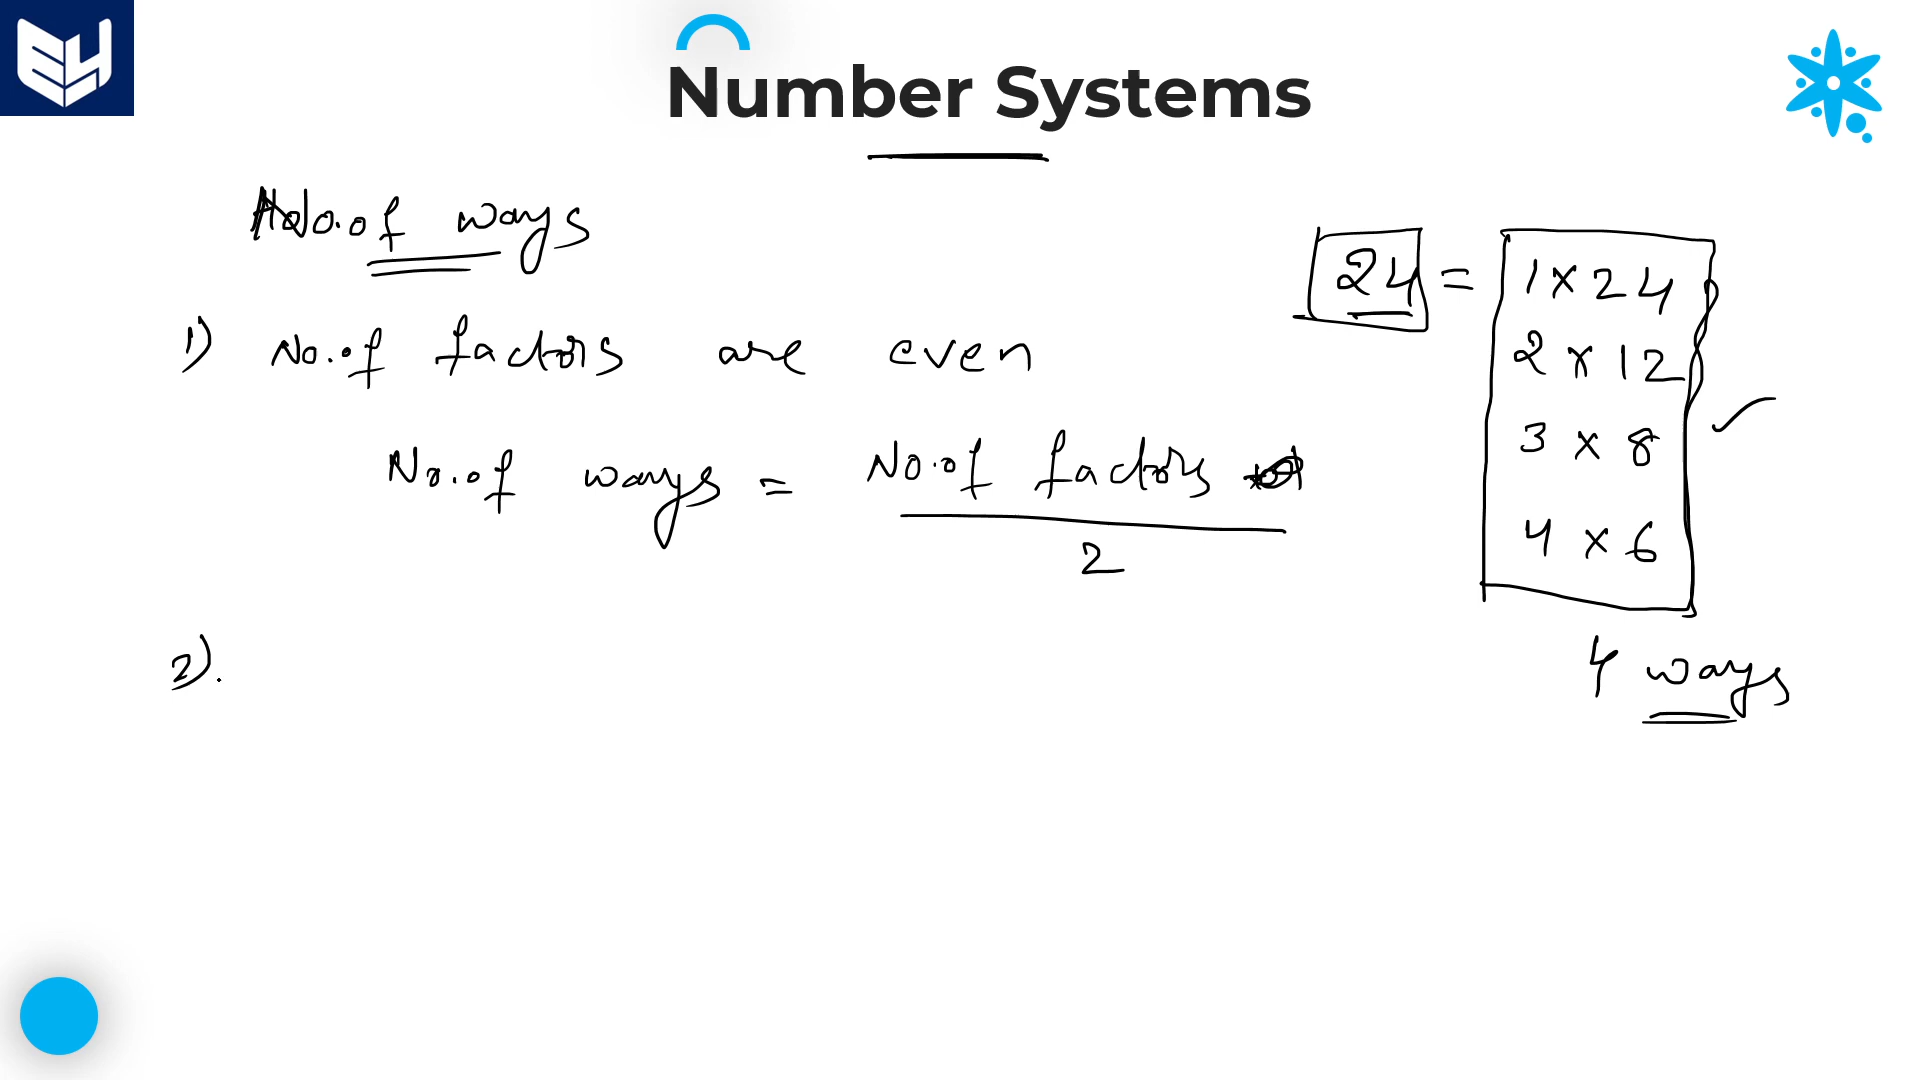 Number Systems
No. of ways
24 = 1 x 24
2 x 12
3 x 8
4 x 6
4 ways
1) No. of factors are even
No. of ways = No. of factors
2
2).